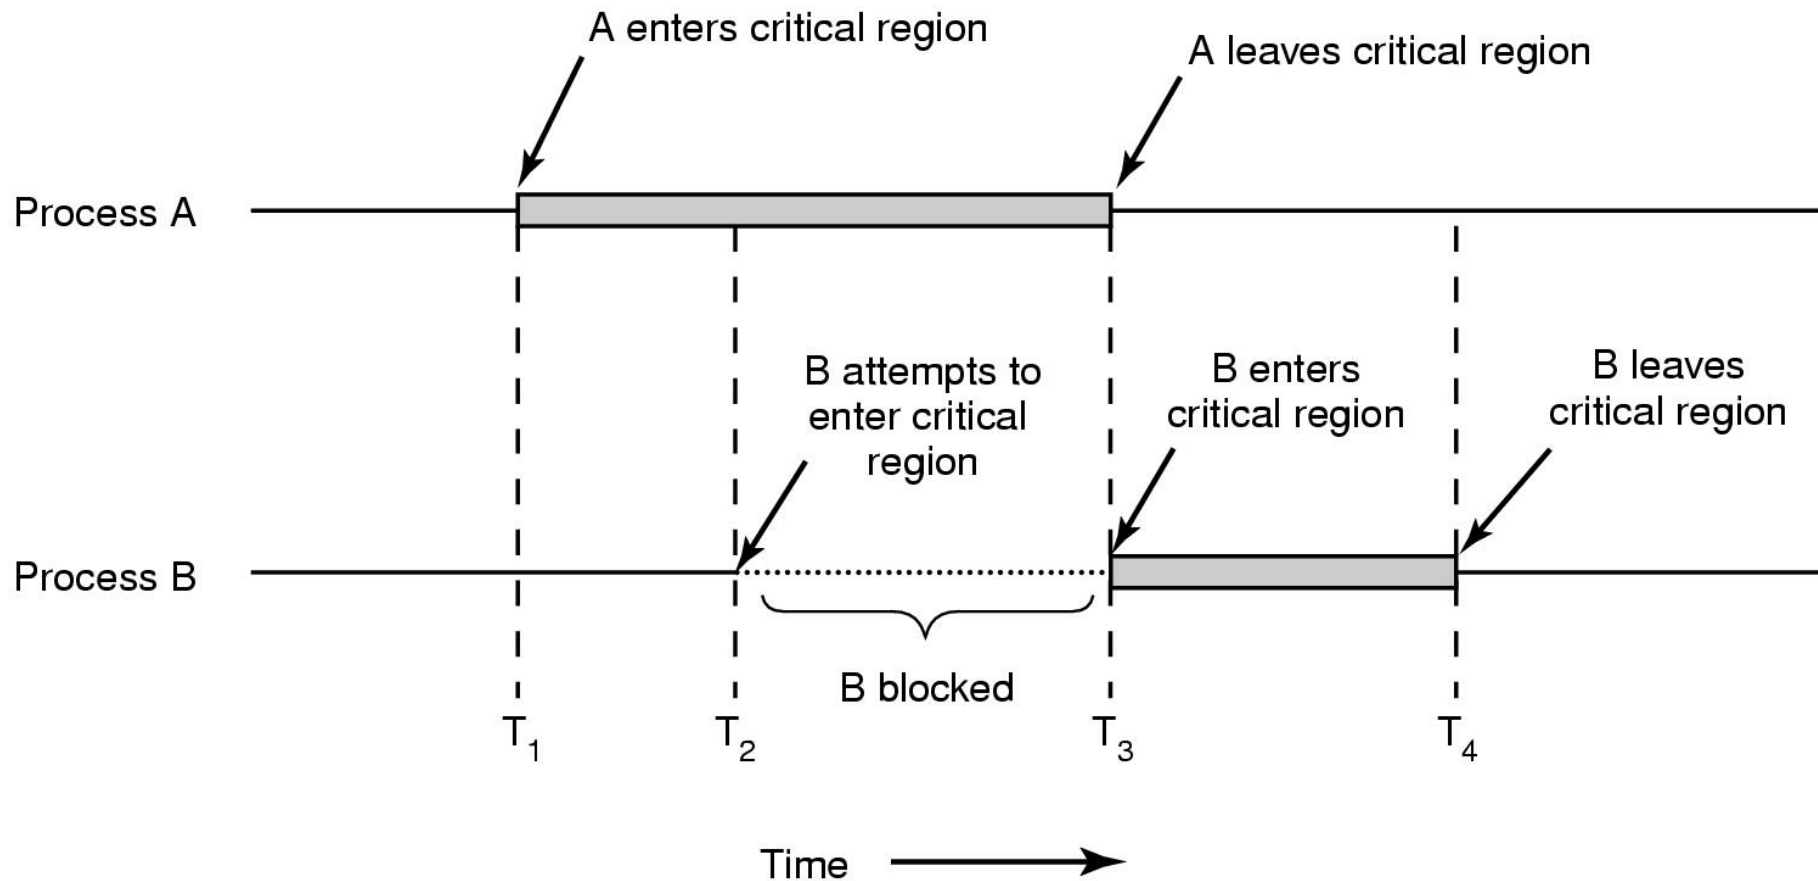 A enters critical region
A leaves critical region
Process A
B attempts to
enter critical
region
B enters
critical region
B leaves
critical region
Process B
B blocked
T1
T2
T3
T4
Time